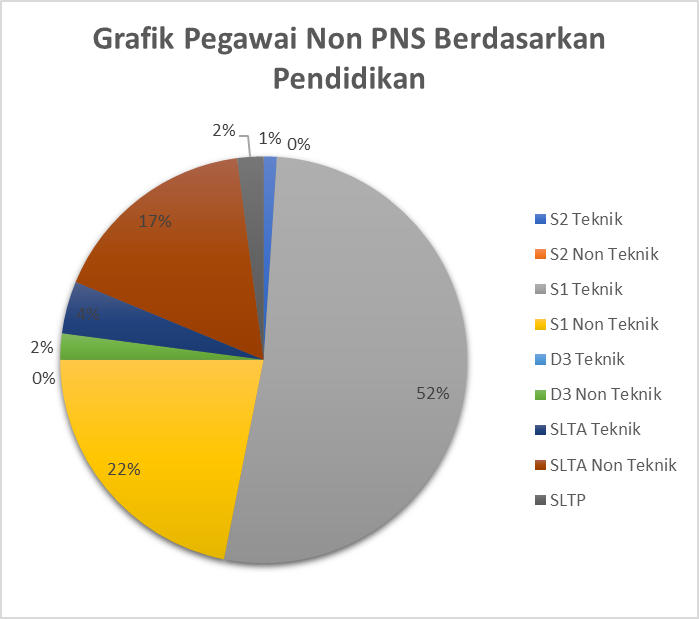 Grafik Pegawai Non PNS Berdasarkan
Pendidikan
2%
1%
0%
17%
4%
2%
0%
52%
22%
S2 Teknik
S2 Non Teknik
S1 Teknik
S1 Non Teknik
D3 Teknik
D3 Non Teknik
SLTA Teknik
SLTA Non Teknik
SLTP